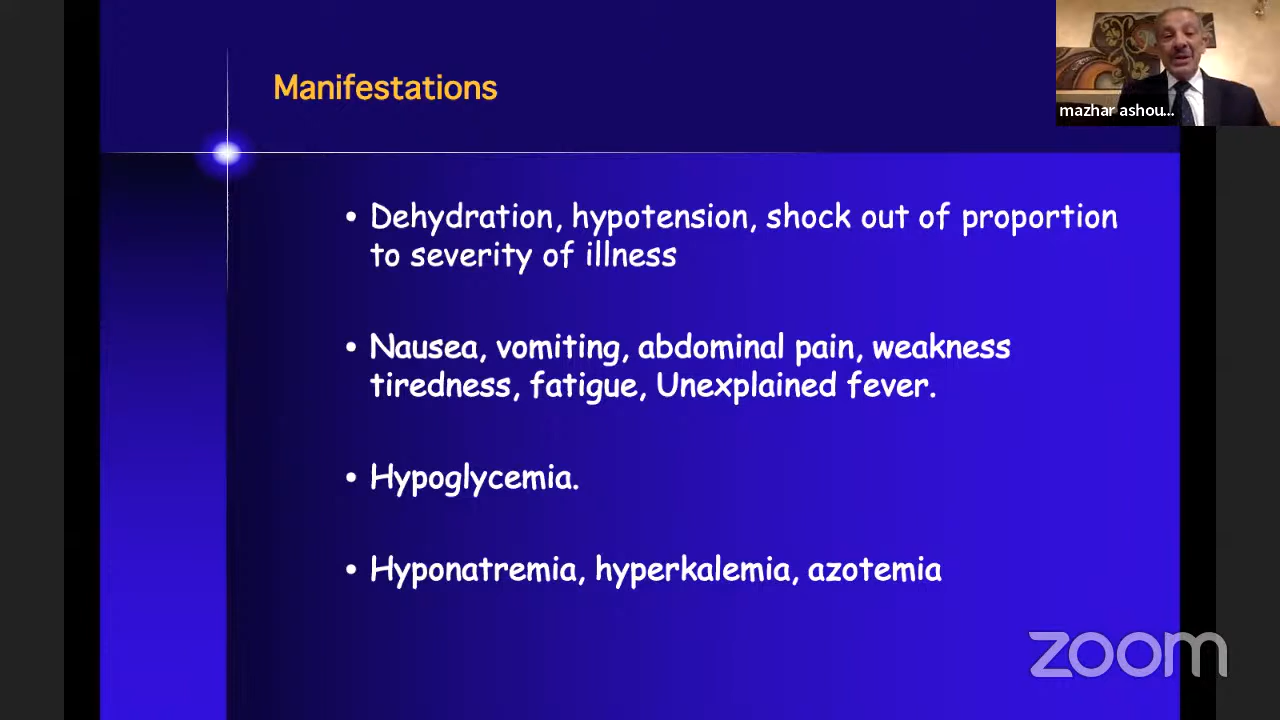 Manifestations
mazhar ashou...
• Dehydration, hypotension, shock out of proportion
to severity of illness
• Nausea, vomiting, abdominal pain, weakness
tiredness, fatigue, Unexplained fever.
• Hypoglycemia.
• Hyponatremia, hyperkalemia, azotemia
zoom